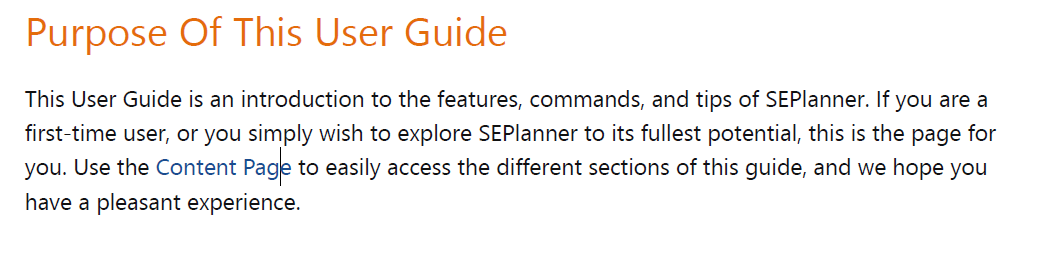 Purpose Of This User Guide
This User Guide is an introduction to the features, commands, and tips of SEPlanner. If you are a
first-time user, or you simply wish to explore SEPlanner to its fullest potential, this is the page for
you. Use the Content Page to easily access the different sections of this guide, and we hope you
have a pleasant experience.